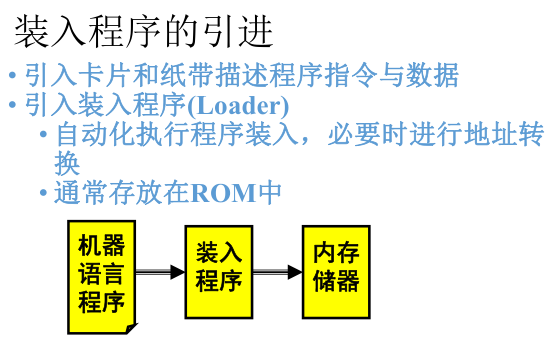 装入程序的引进
• 引入卡片和纸带描述程序指令与数据
• 引入装入程序(Loader)
• 自动化执行程序装入，必要时进行地址转
换
• 通常存放在ROM中
机器
语言
程序
装入
程序
内存
储器